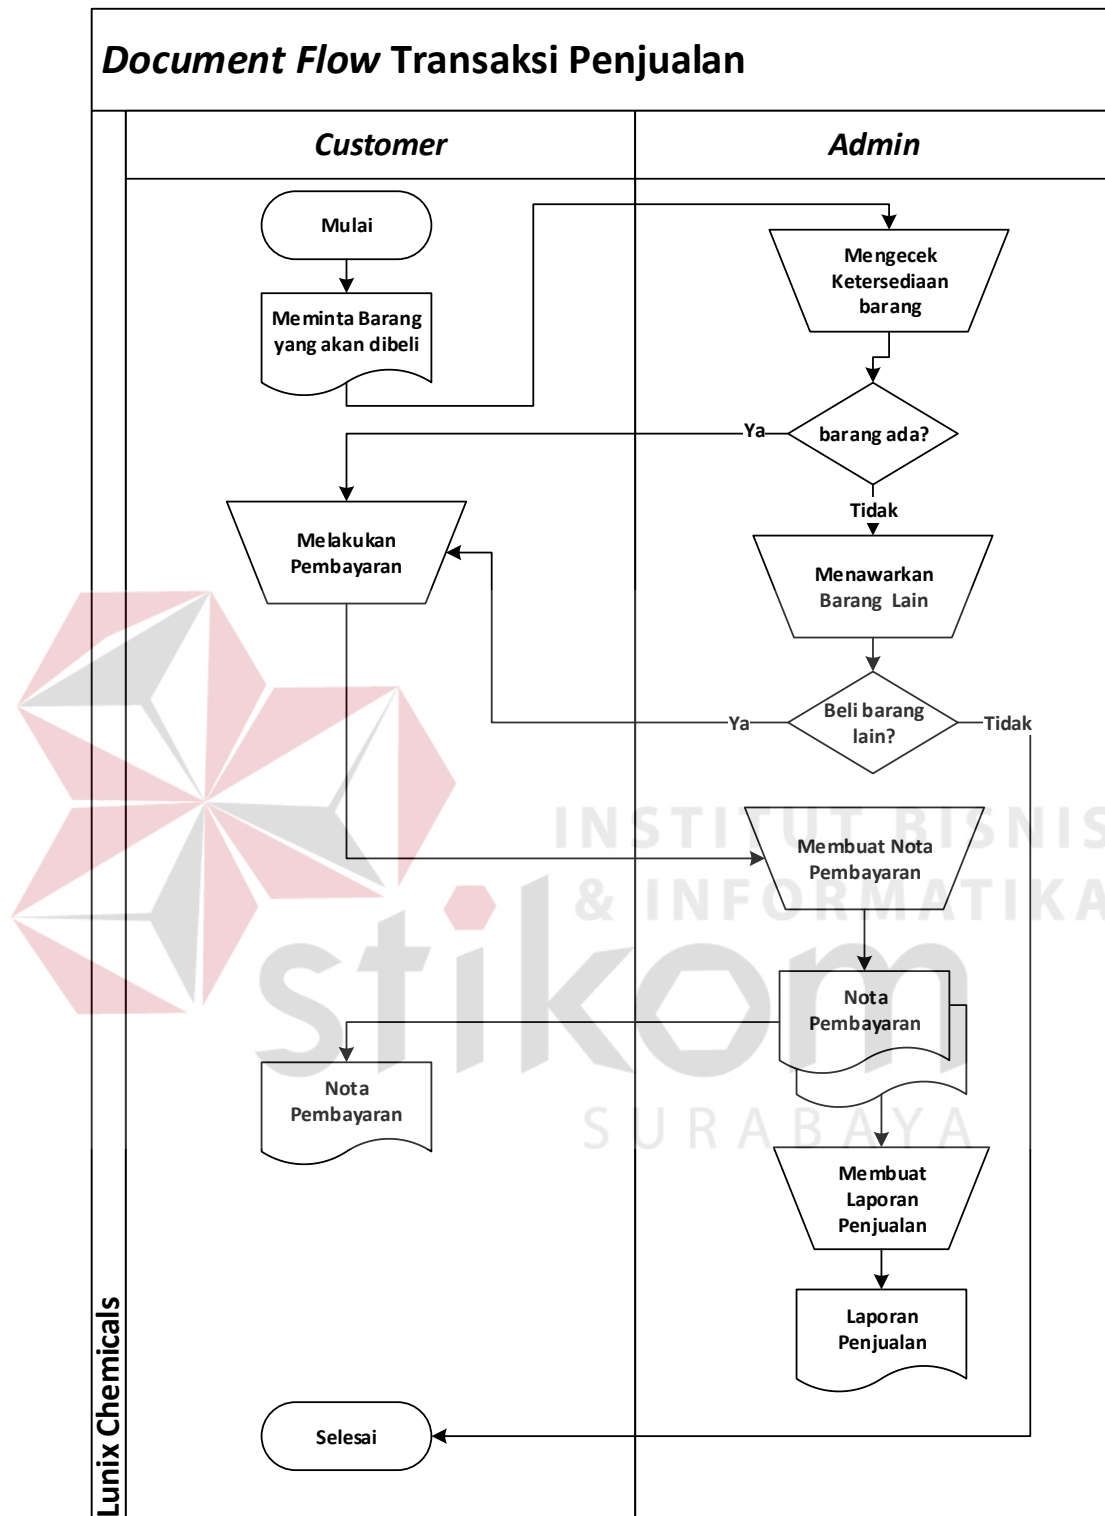 Document Flow Transaksi Penjualan
Customer
Admin
Lunix Chemicals
Mulai
Meminta Barang
yang akan dibeli
Mengecek
Ketersediaan
barang
barang ada?
Ya
Tidak
Melakukan
Pembayaran
Menawarkan
Barang Lain
Beli barang
lain?
Ya
Tidak
Membuat Nota
Pembayaran
Nota
Pembayaran
Nota
Pembayaran
Membuat
Laporan
Penjualan
Laporan
Penjualan
Selesai
INSTITUT BISNIS
& INFORMATIKA
stikom
SURABAYA